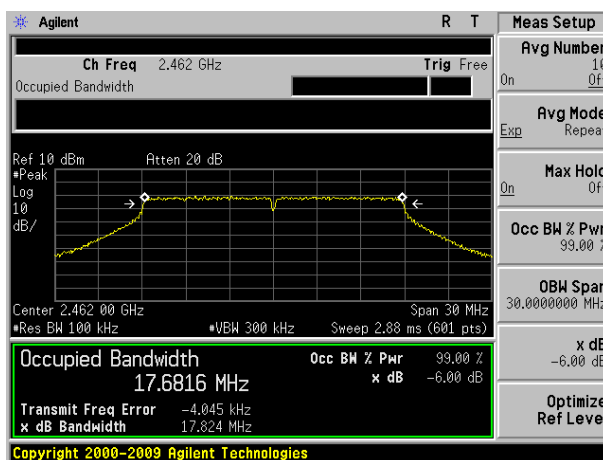 Agilent R T
Meas Setup
Ch Freq 2.462 GHz Trig Free
Occupied Bandwidth
Ref 10 dBm Atten 20 dB
#Peak
Log
10
dB/
Center 2.462 00 GHz Span 30 MHz
#Res BW 100 kHz #VBW 300 kHz Sweep 2.88 ms (601 pts)
Occupied Bandwidth Occ BW % Pwr 99.00 %
17.6816 MHz x dB -6.00 dB
Transmit Freq Error -4.045 kHz
x dB Bandwidth 17.824 MHz
Copyright 2000-2009 Agilent Technologies
Avg Number
10
On Off
Avg Mode
Exp Repeat
Max Hold
On Off
Occ BW % Pwr
99.00 %
OBW Span
30.0000000 MHz
x dB
-6.00 dB
Optimize
Ref Level